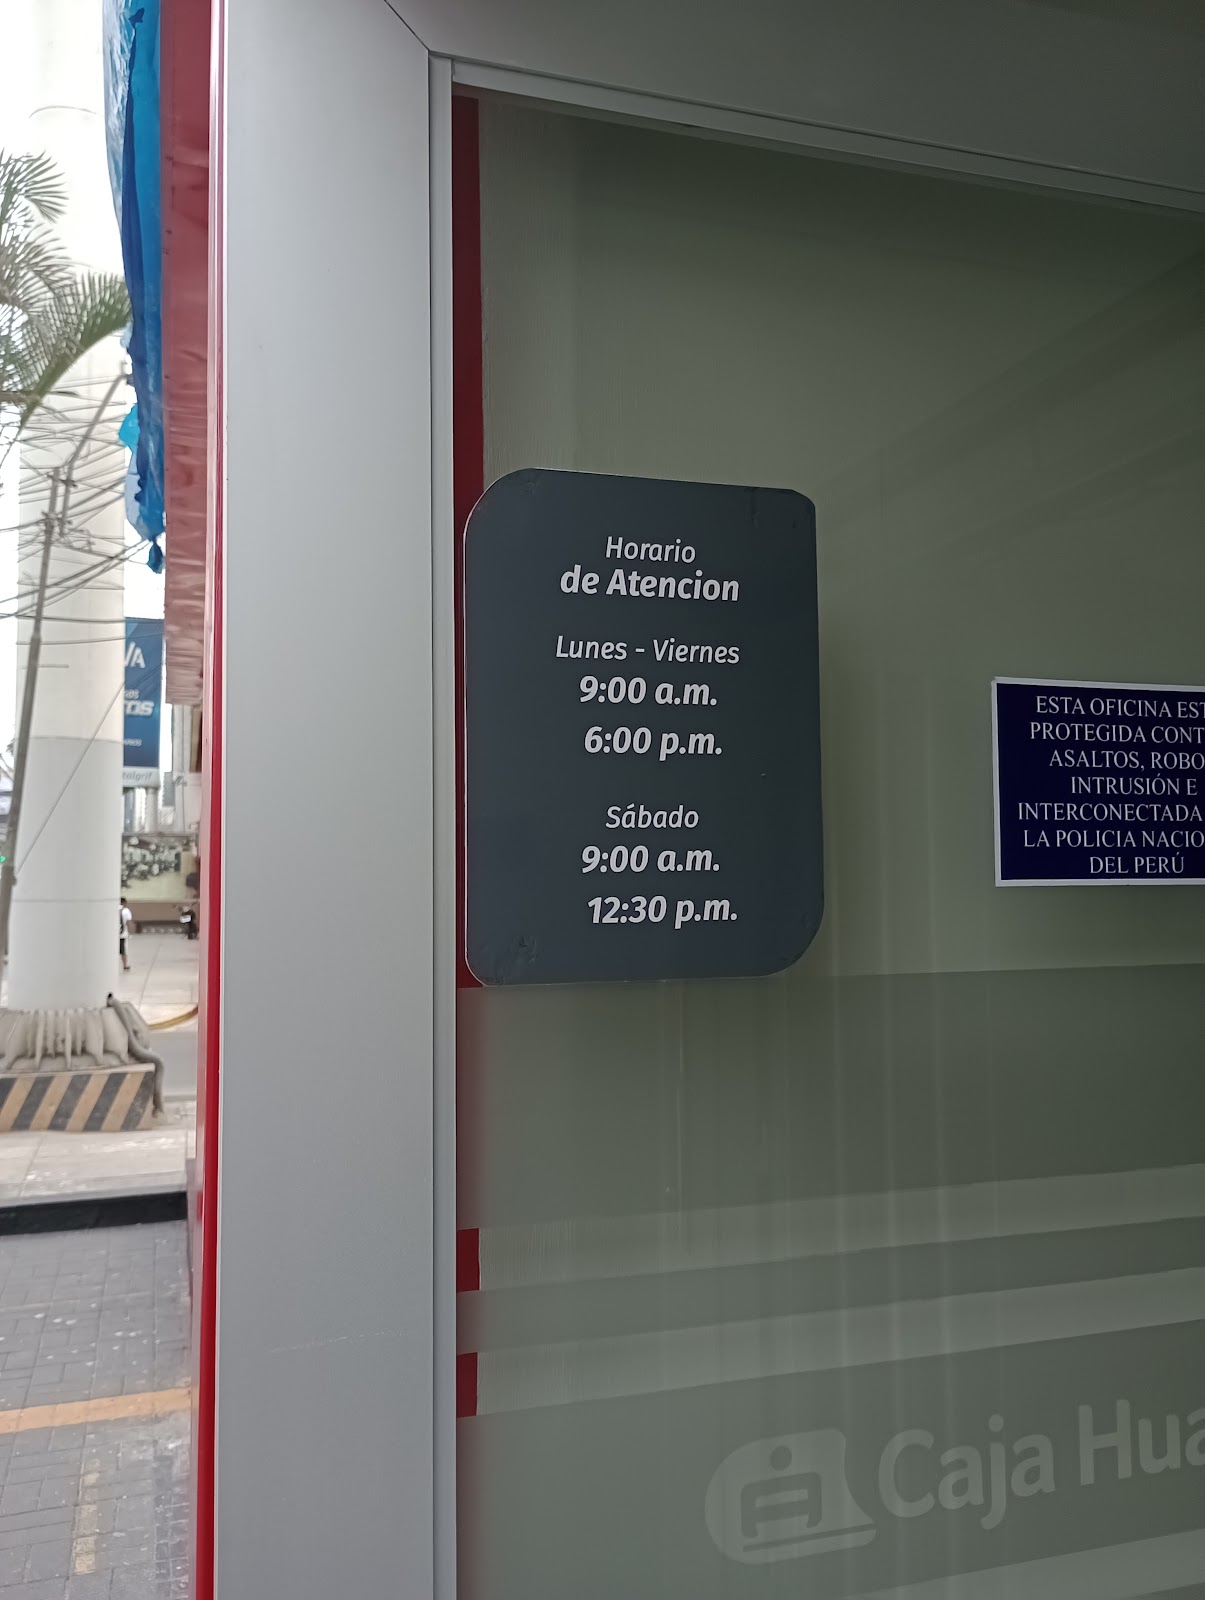 Horario
de Atencion
Lunes - Viernes
9:00 a.m.
6:00 p.m.
Sábado
9:00 a.m.
12:30 p.m.
ESTA OFICINA EST
PROTEGIDA CONT
ASALTOS, ROBO
INTRUSIÓN E
INTERCONECTADA
LA POLICIA NACIO
DEL PERÚ
Caja Hua